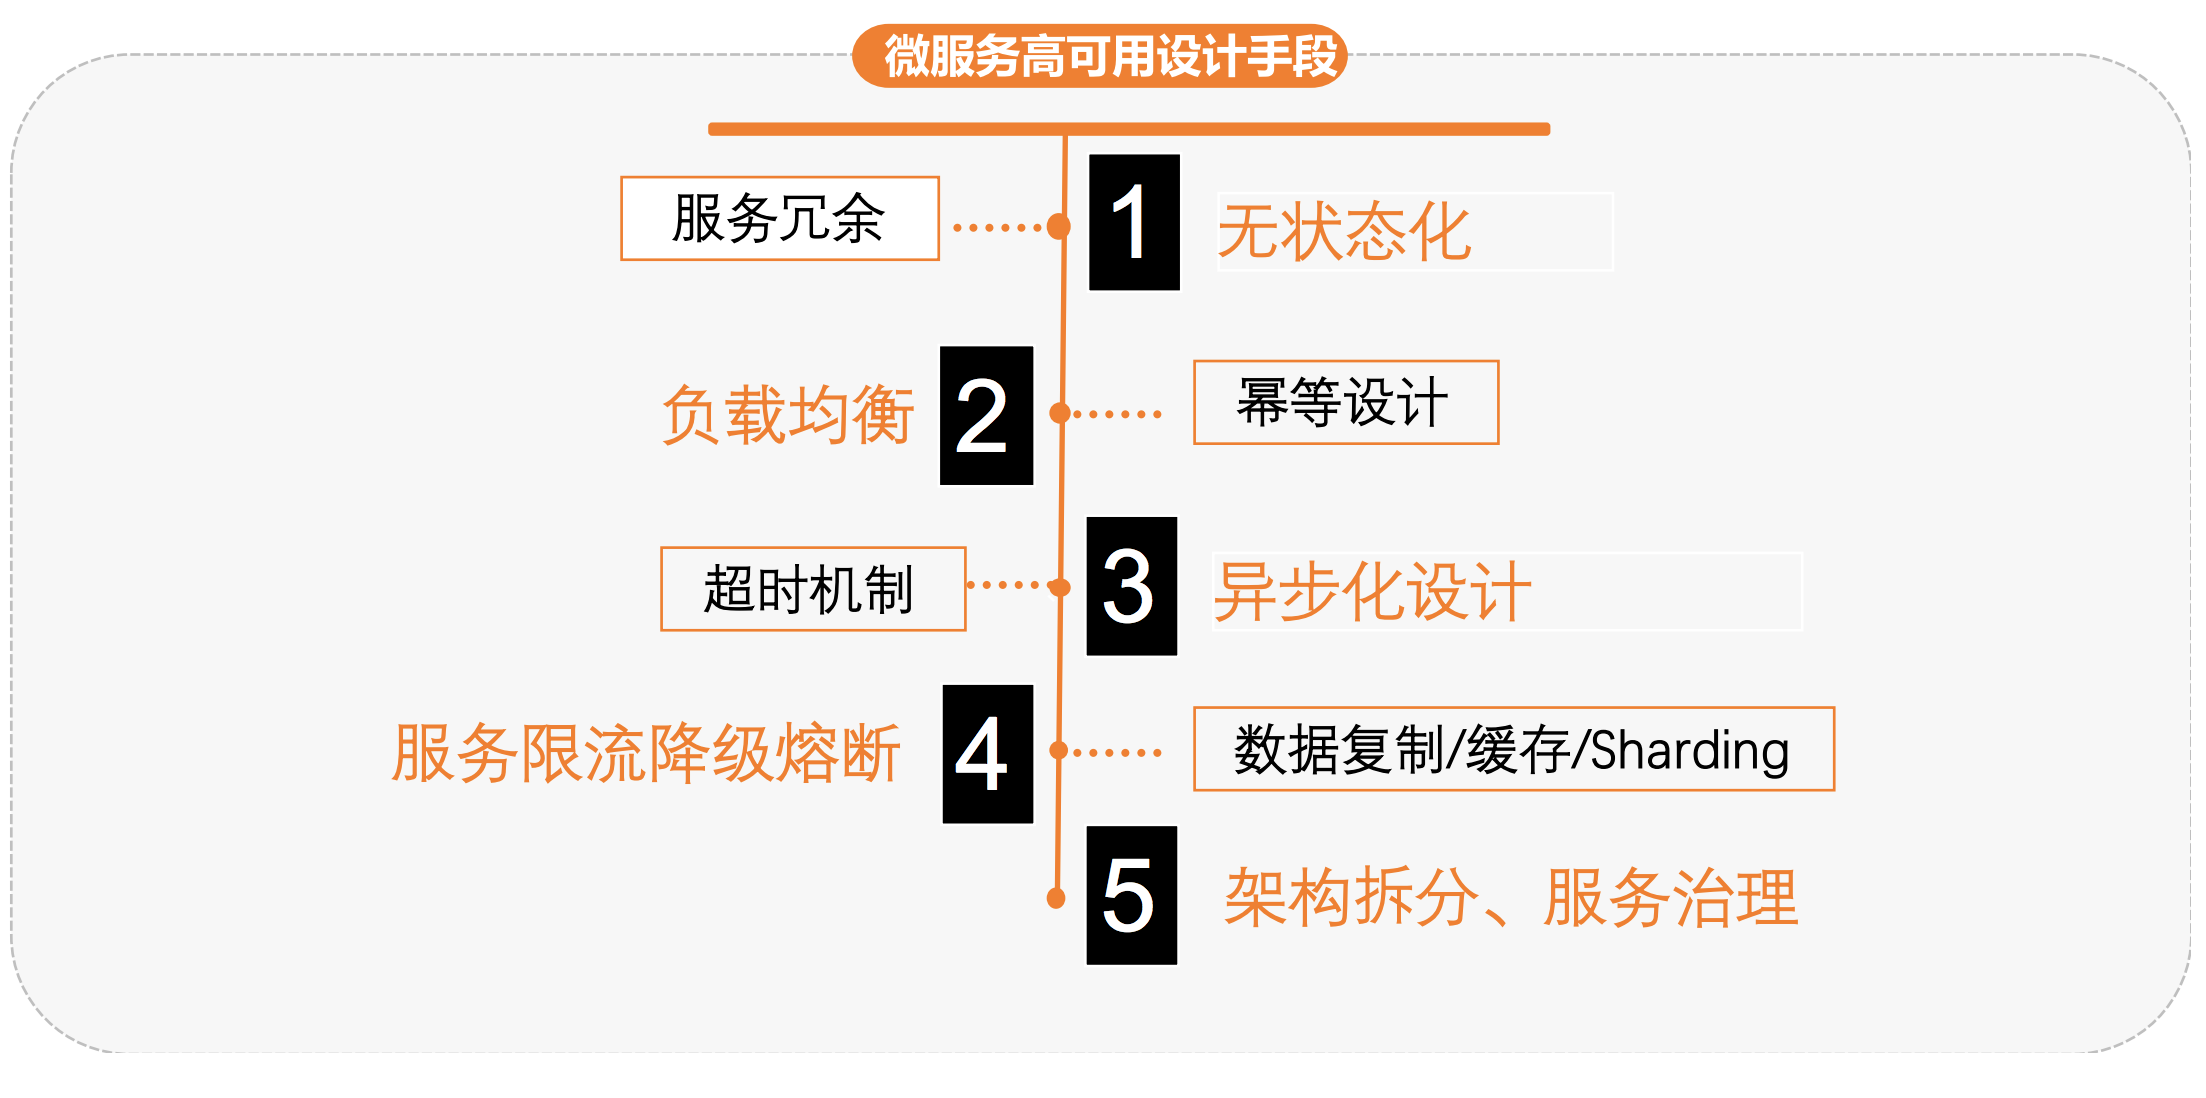 微服务高可用设计手段
服务冗余
1
无状态化
负载均衡
2
幂等设计
超时机制
3
异步化设计
服务限流降级熔断
4
数据复制/缓存/Sharding
5
架构拆分、服务治理